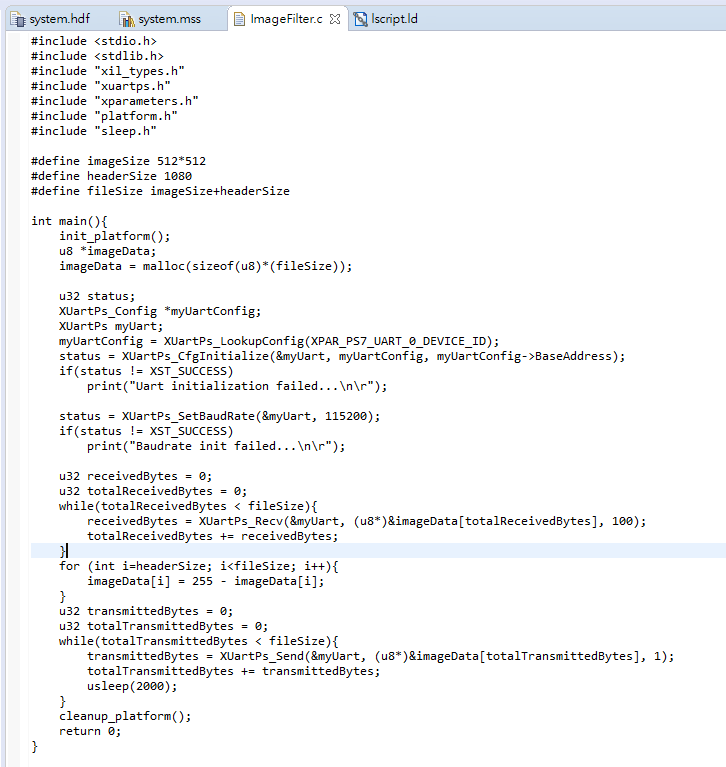 system.hdf system.mss ImageFilter.c lscript.ld
#include <stdio.h>
#include <stdlib.h>
#include "xil_types.h"
#include "xuartps.h"
#include "xparameters.h"
#include "platform.h"
#include "sleep.h"

#define imageSize 512*512
#define headerSize 1080
#define fileSize imageSize+headerSize

int main(){
    init_platform();
    u8 *imageData;
    imageData = malloc(sizeof(u8)*(fileSize));

    u32 status;
    XUartPs_Config *myUartConfig;
    XUartPs myUart;
    myUartConfig = XUartPs_LookupConfig(XPAR_PS7_UART_0_DEVICE_ID);
    status = XUartPs_CfgInitialize(&myUart, myUartConfig, myUartConfig->BaseAddress);
    if(status != XST_SUCCESS)
        print("Uart initialization failed...\n\r");

    status = XUartPs_SetBaudRate(&myUart, 115200);
    if(status != XST_SUCCESS)
        print("Baudrate init failed...\n\r");

    u32 receivedBytes = 0;
    u32 totalReceivedBytes = 0;
    while(totalReceivedBytes < fileSize){
        receivedBytes = XUartPs_Recv(&myUart, (u8*)&imageData[totalReceivedBytes], 100);
        totalReceivedBytes += receivedBytes;
    }
    for (int i=headerSize; i<fileSize; i++){
        imageData[i] = 255 - imageData[i];
    }
    u32 transmittedBytes = 0;
    u32 totalTransmittedBytes = 0;
    while(totalTransmittedBytes < fileSize){
        transmittedBytes = XUartPs_Send(&myUart, (u8*)&imageData[totalTransmittedBytes], 1);
        totalTransmittedBytes += transmittedBytes;
        usleep(2000);
    }
    cleanup_platform();
    return 0;
}